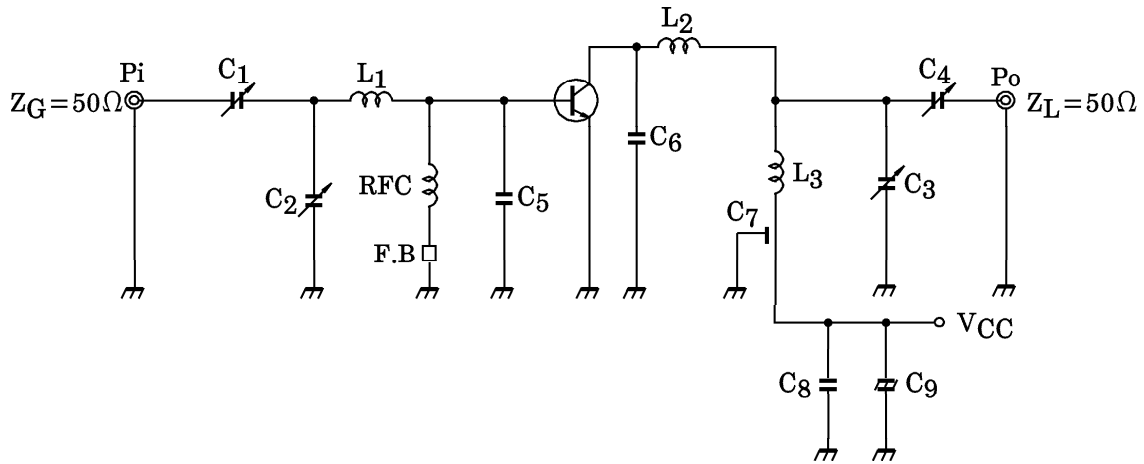 L2
Pi
C1
L1
C4
Po
ZG=50Ω
ZL=50Ω
C6
RFC
L3
C3
C2
C5
C7
F.B
VCC
C8
C9